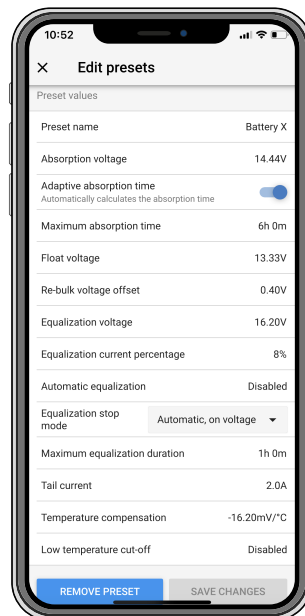 10:52
× Edit presets
Preset values
Preset name Battery X
Absorption voltage 14.44V
Adaptive absorption time
Automatically calculates the absorption time
Maximum absorption time 6h 0m
Float voltage 13.33V
Re-bulk voltage offset 0.40V
Equalization voltage 16.20V
Equalization current percentage 8%
Automatic equalization Disabled
Equalization stop
mode Automatic, on voltage
Maximum equalization duration 1h 0m
Tail current 2.0A
Temperature compensation -16.20mV/°C
Low temperature cut-off Disabled
REMOVE PRESET SAVE CHANGES